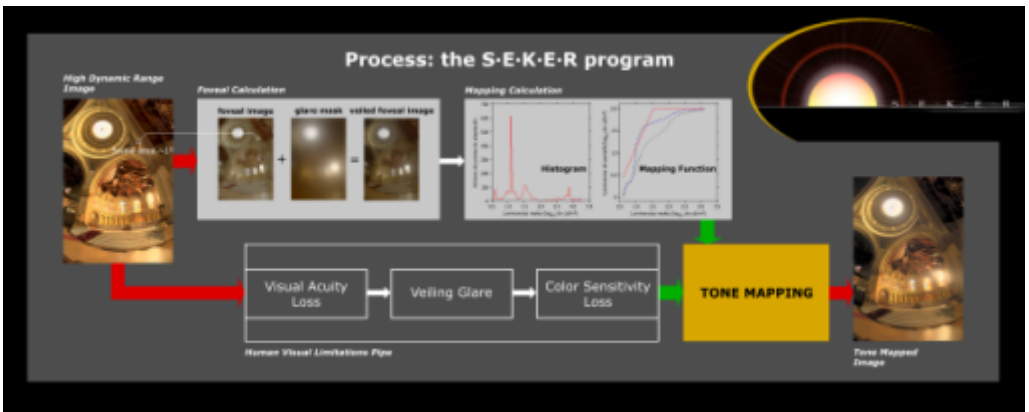 Process: the S·E·K·E·R program
S · E · K · E · R
High Dynamic Range
Image
Foveal Calculation
foveal image
glare mask
veiled foveal image
+
=
Mapping Calculation
Histogram
Mapping Function
Visual Acuity
Loss
Veiling Glare
Color Sensitivity
Loss
TONE MAPPING
Human Visual Limitations Pipe
Tone Mapped
Image